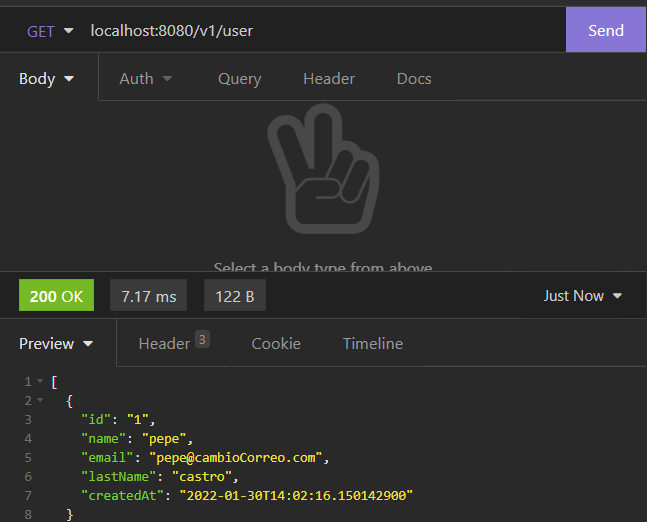 GET localhost:8080/v1/user Send
Body Auth Query Header Docs
Select a body type from above
200 OK 7.17 ms 122 B Just Now
Preview Header 3 Cookie Timeline
1 [
2 {
3 "id": "1",
4 "name": "pepe",
5 "email": "pepe@cambioCorreo.com",
6 "lastName": "castro",
7 "createdAt": "2022-01-30T14:02:16.150142900"
8 }